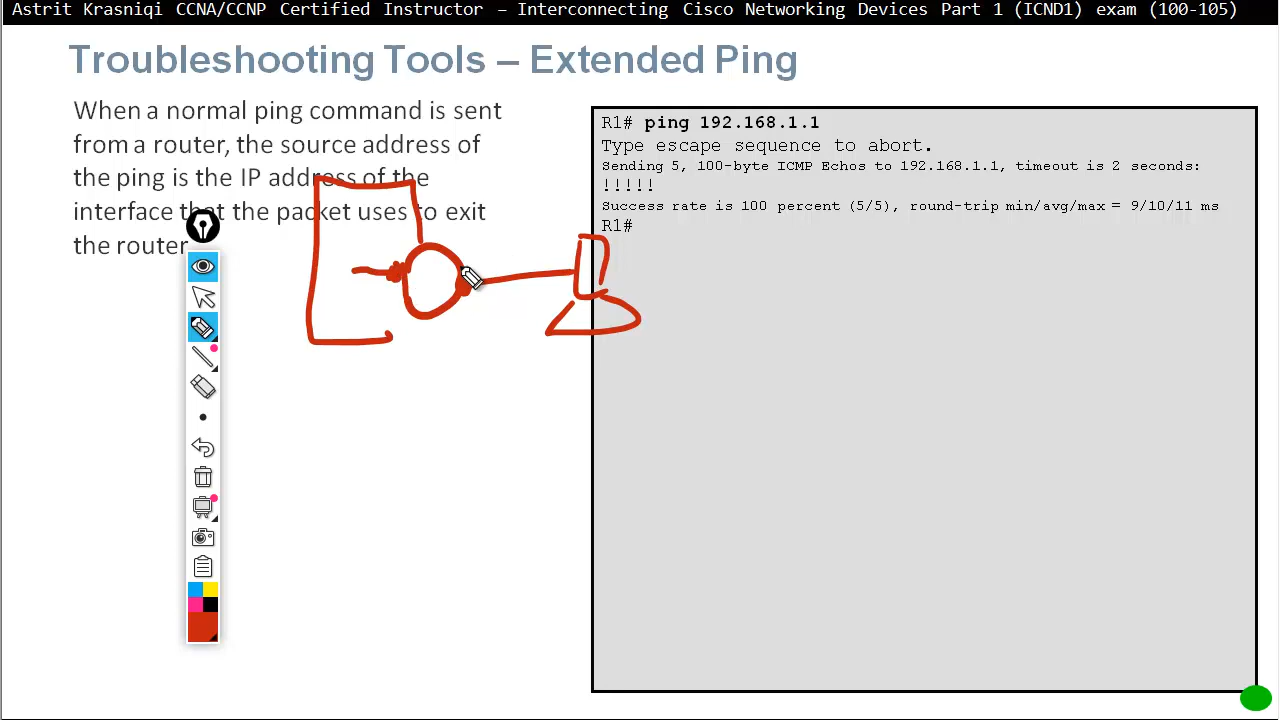 Astrit Krasniqi CCNA/CCNP Certified Instructor – Interconnecting Cisco Networking Devices Part 1 (ICND1) exam (100-105)
Troubleshooting Tools – Extended Ping
When a normal ping command is sent
from a router, the source address of
the ping is the IP address of the
interface that the packet uses to exit
the router
R1# ping 192.168.1.1
Type escape sequence to abort.
Sending 5, 100-byte ICMP Echos to 192.168.1.1, timeout is 2 seconds:
!!!!!
Success rate is 100 percent (5/5), round-trip min/avg/max = 9/10/11 ms
R1#